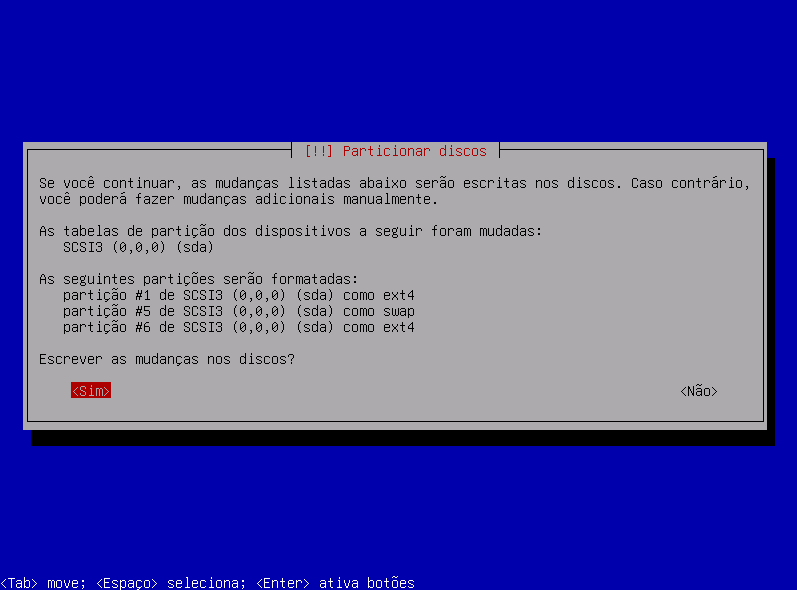 [!!] Particionar discos
Se você continuar, as mudanças listadas abaixo serão escritas nos discos. Caso contrário,
você poderá fazer mudanças adicionais manualmente.
As tabelas de partição dos dispositivos a seguir foram mudadas:
SCSI3 (0,0,0) (sda)
As seguintes partições serão formatadas:
partição #1 de SCSI3 (0,0,0) (sda) como ext4
partição #5 de SCSI3 (0,0,0) (sda) como swap
partição #6 de SCSI3 (0,0,0) (sda) como ext4
Escrever as mudanças nos discos?
<Sim> <Não>
<Tab> move; <Espaço> seleciona; <Enter> ativa botões